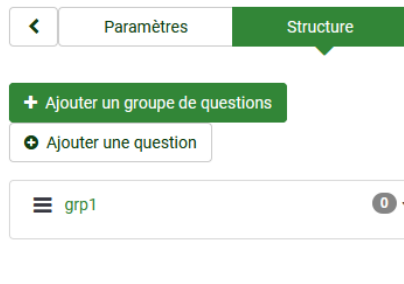 Paramètres Structure
Ajouter un groupe de questions
Ajouter une question
grp1 0